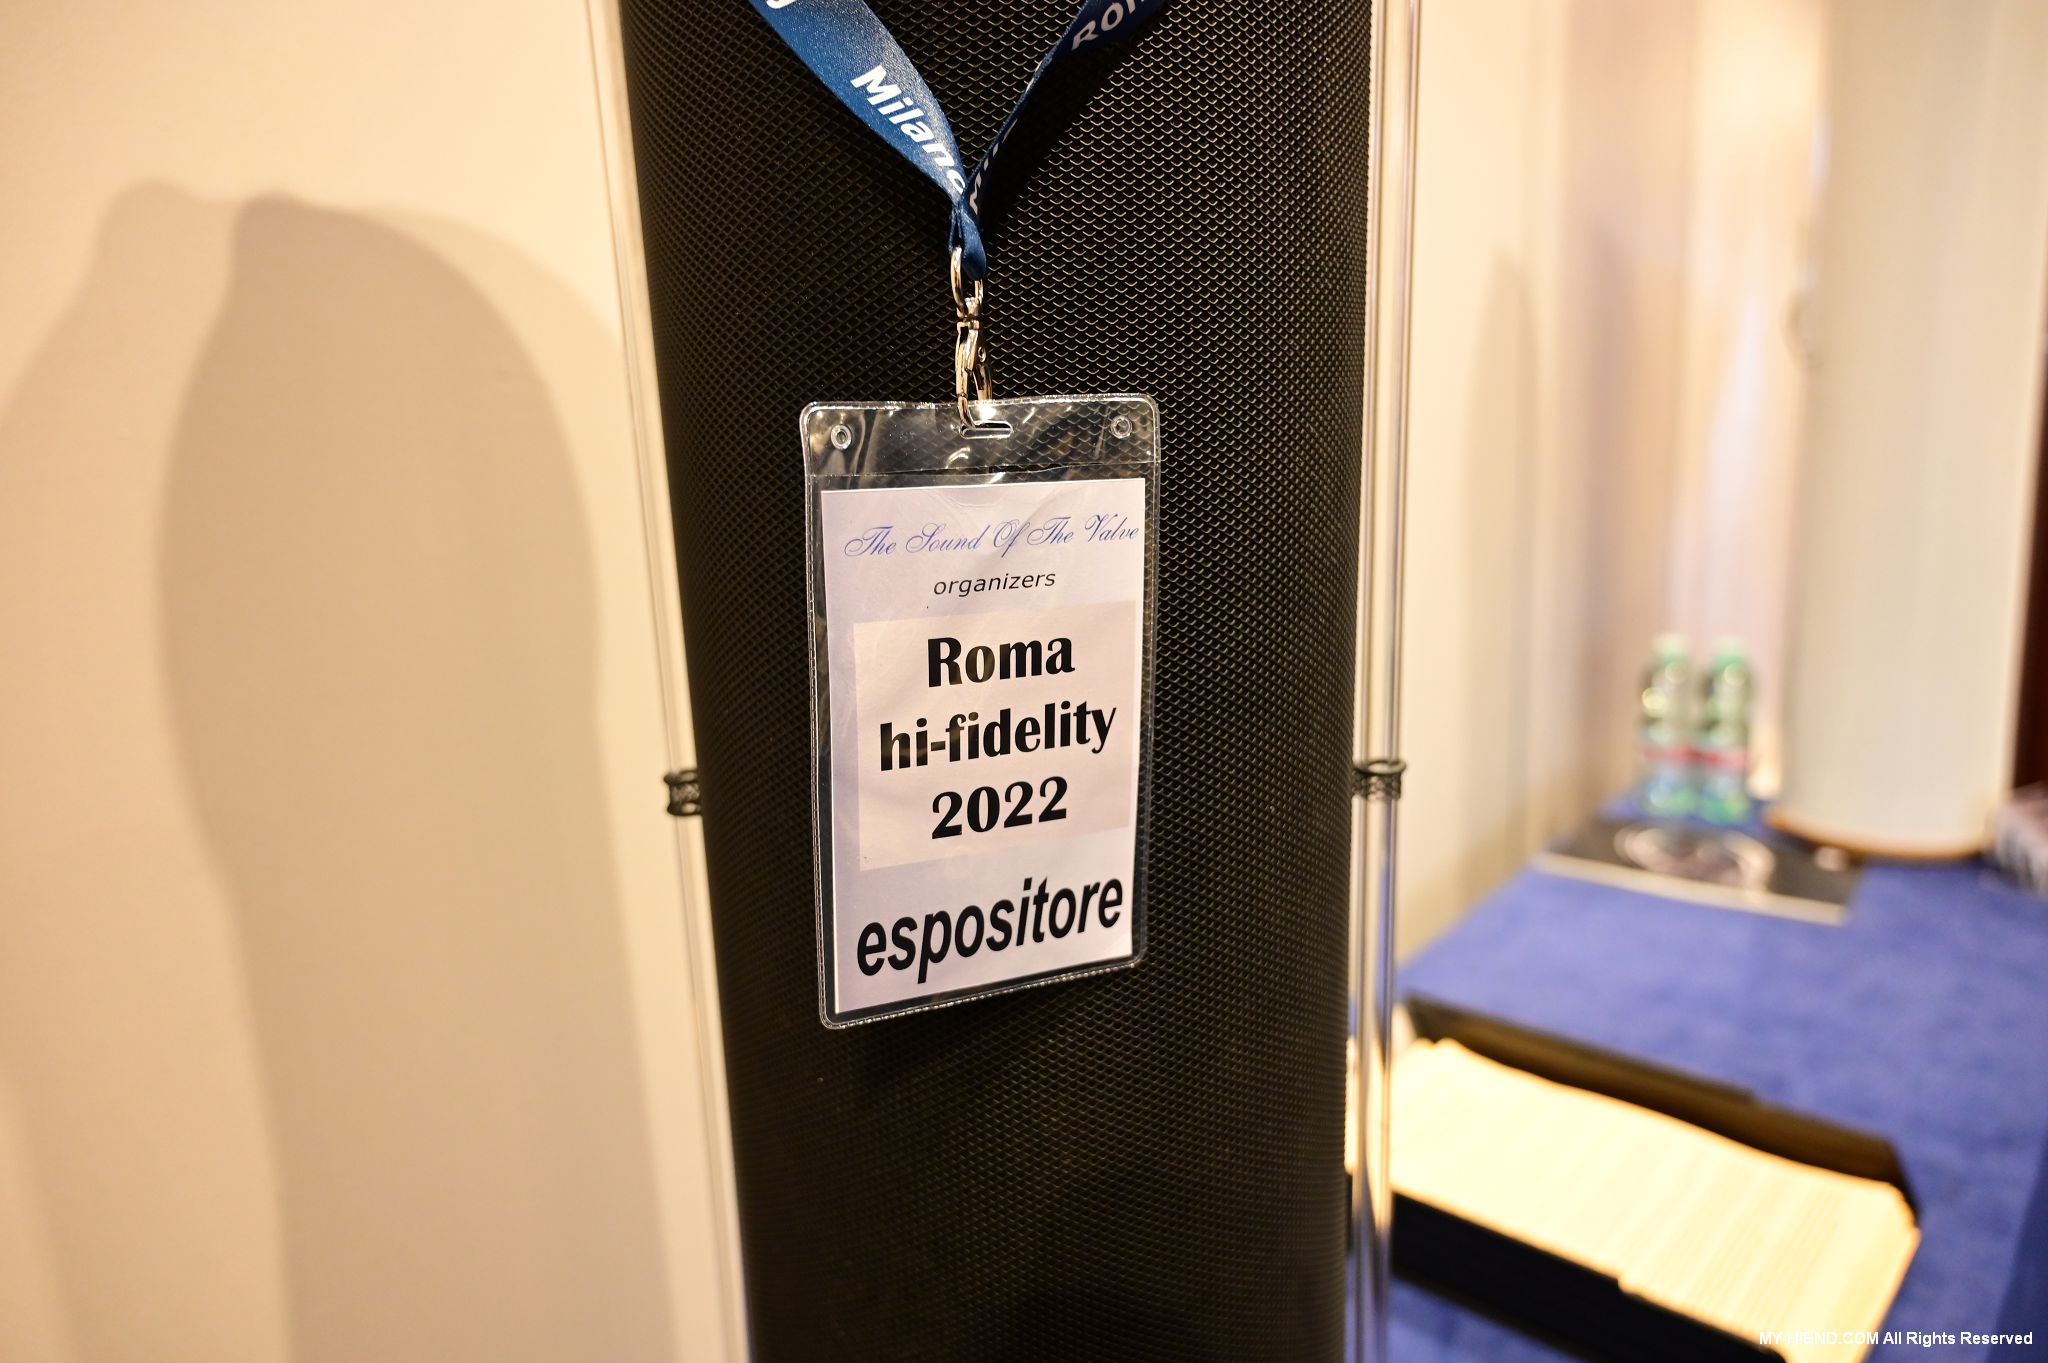 Milano
The Sound Of The Valve
organizers
Roma
hi-fidelity
2022
espositore
MY-HIEND.COM All Rights Reserved